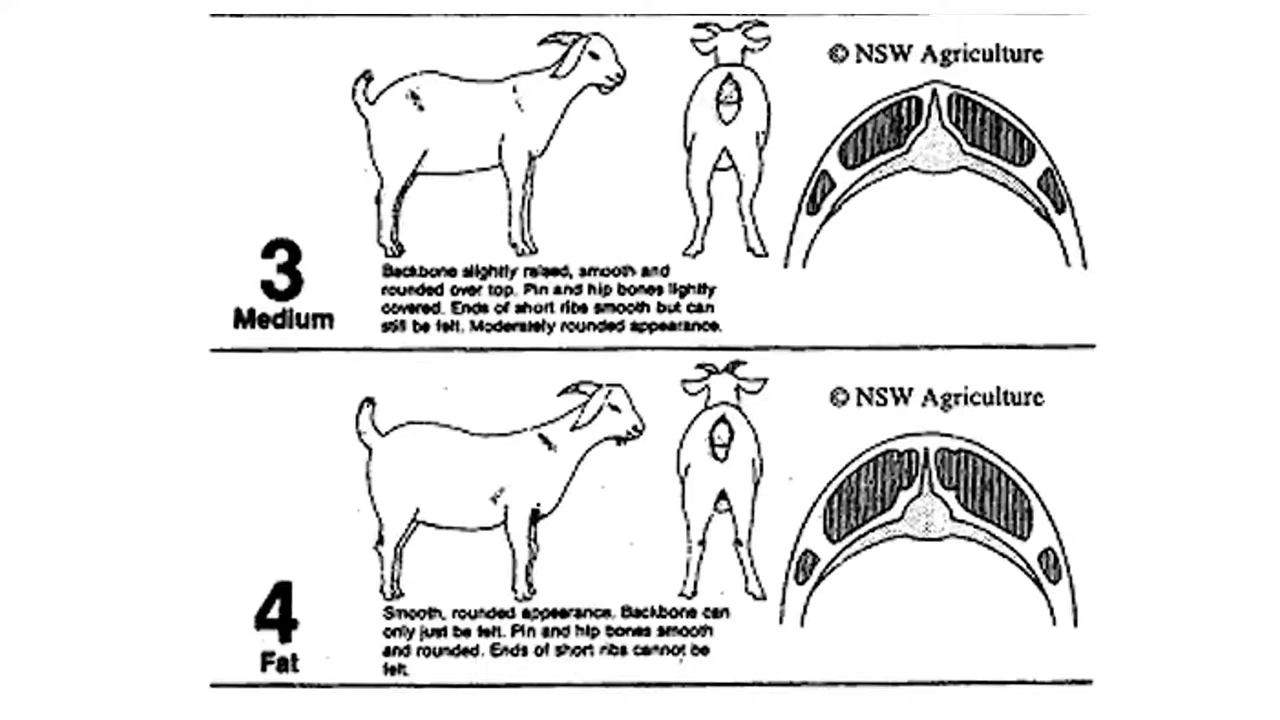 © NSW Agriculture
3
Medium
Backbone slightly raised, smooth and
rounded over top. Pin and hip bones lightly
covered. Ends of short ribs smooth but can
still be felt. Moderately rounded appearance.
© NSW Agriculture
4
Fat
Smooth, rounded appearance. Backbone can
only just be felt. Pin and hip bones smooth
and rounded. Ends of short ribs cannot be
felt.